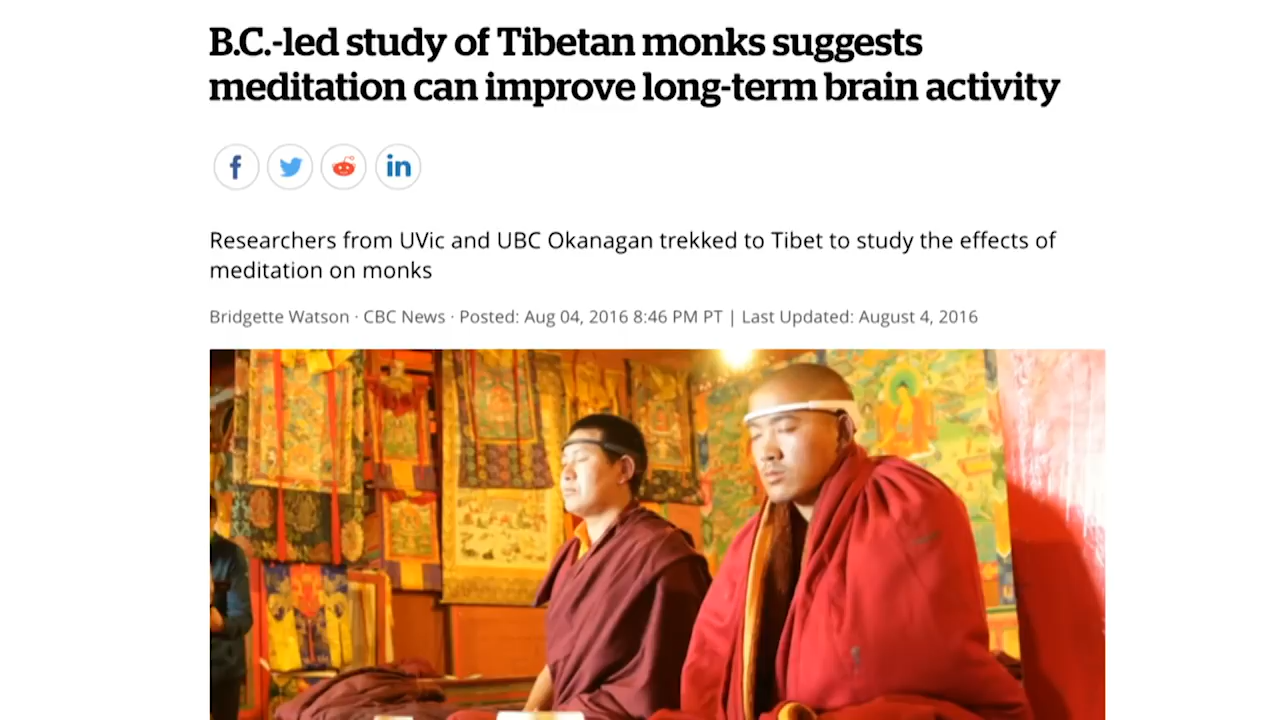 B.C.-led study of Tibetan monks suggests
meditation can improve long-term brain activity
f
in
Researchers from UVic and UBC Okanagan trekked to Tibet to study the effects of
meditation on monks
Bridgette Watson · CBC News · Posted: Aug 04, 2016 8:46 PM PT | Last Updated: August 4, 2016